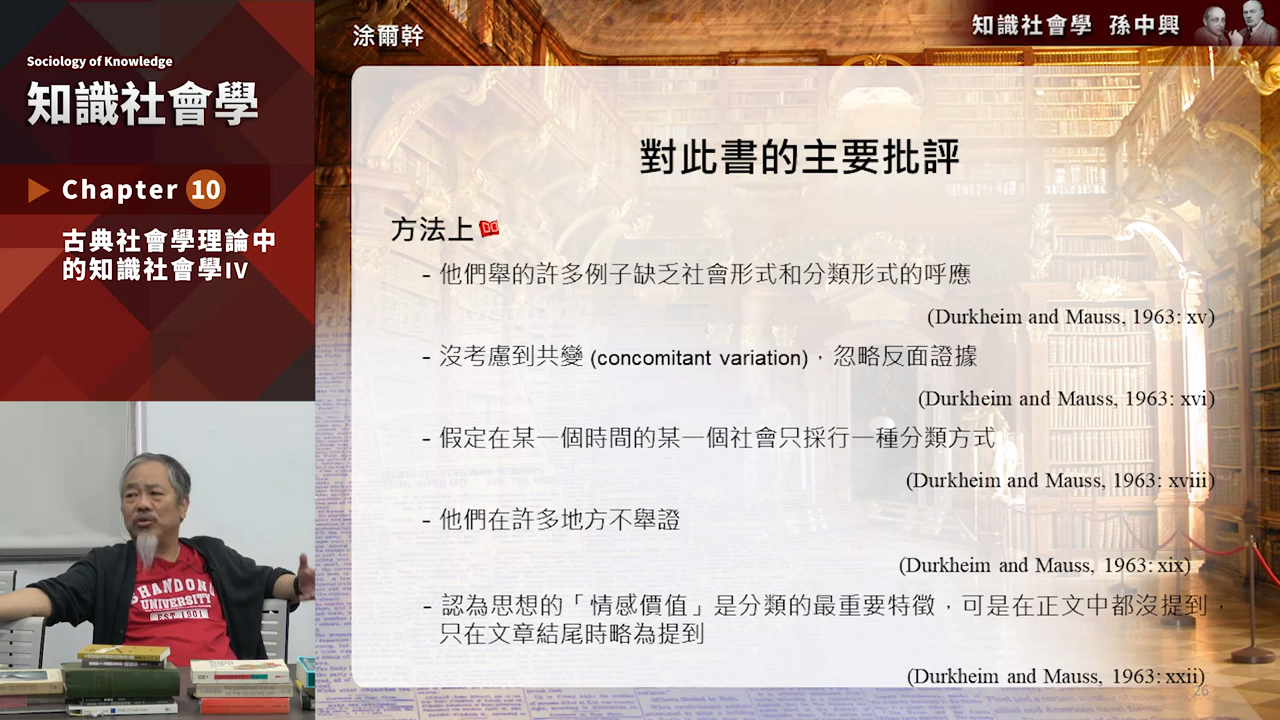 Sociology of Knowledge
知識社會學
Chapter 10
古典社會學理論中
的知識社會學IV
涂爾幹
知識社會學 孫中興
對此書的主要批評
方法上
- 他們舉的許多例子缺乏社會形式和分類形式的呼應
(Durkheim and Mauss, 1963: xv)
- 沒考慮到共變 (concomitant variation)，忽略反面證據
(Durkheim and Mauss, 1963: xvi)
- 假定在某一個時間的某一個社會只採行一種分類方式
(Durkheim and Mauss, 1963: xviii)
- 他們在許多地方不舉證
(Durkheim and Mauss, 1963: xix)
- 認為思想的「情感價值」是分類的最重要特徵，可是在正文中都沒提到，
只在文章結尾時略為提到
(Durkheim and Mauss, 1963: xxii)
26
SHANDONG
UNIVERSITY
EST 1901